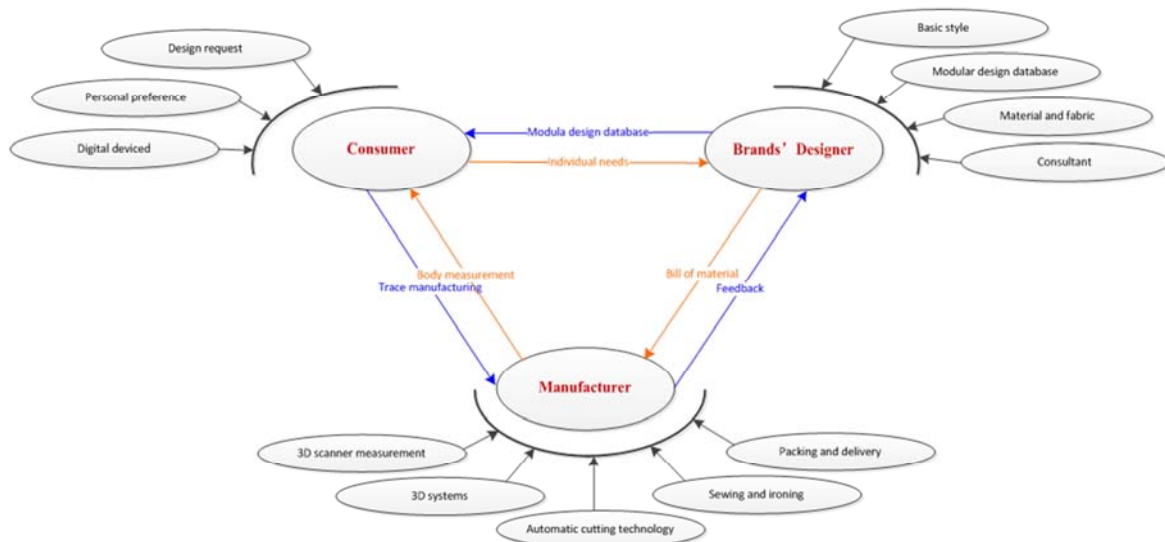 Basic style
Design request
Modular design database
Personal preference
Material and fabric
Modula design database
Digital deviced
Consumer
Brands’ Designer
Individual needs
Consultant
Body measurement
Bill of material
Trace manufacturing
Feedback
Manufacturer
3D scanner measurement
Packing and delivery
3D systems
Sewing and ironing
Automatic cutting technology